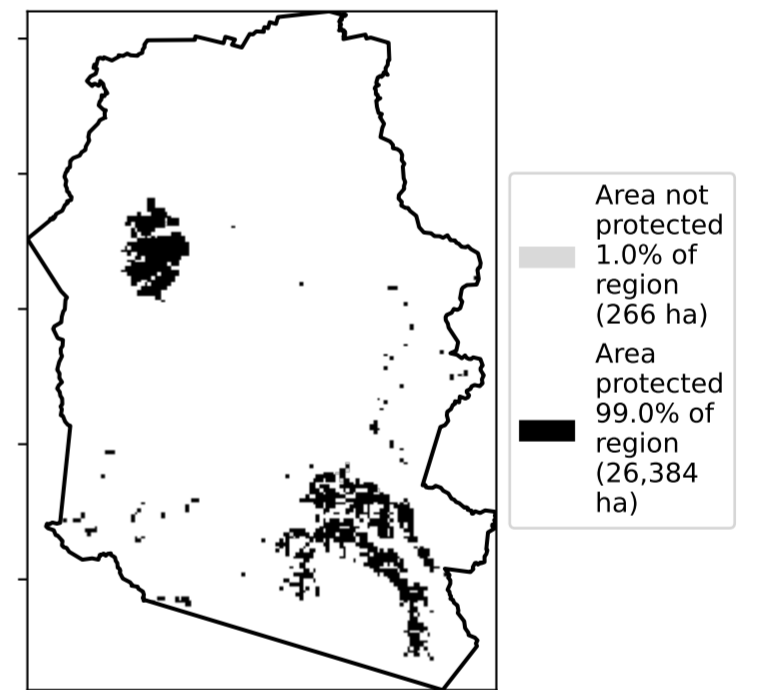 Area not
protected
1.0% of
region
(266 ha)
Area
protected
99.0% of
region
(26,384
ha)